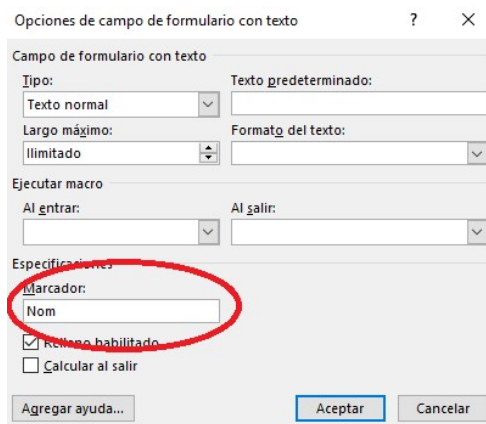 Opciones de campo de formulario con texto ? ×
Campo de formulario con texto
Tipo: Texto predeterminado:
Texto normal
Largo máximo: Formato del texto:
Ilimitado
Ejecutar macro
Al entrar: Al salir:
Especificaciones
Marcador:
Nom
Relleno habilitado
Calcular al salir
Agregar ayuda... Aceptar Cancelar